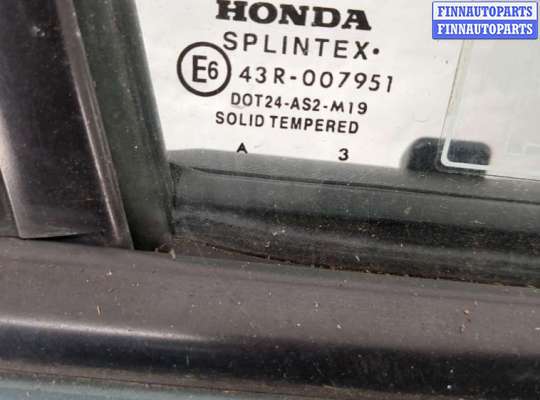 FINNAUTOPARTS
FINNAUTOPARTS
HONDA
SPLINTEX•
E6 43R-007951
DOT24-AS2-M19
SOLID TEMPERED
A 3